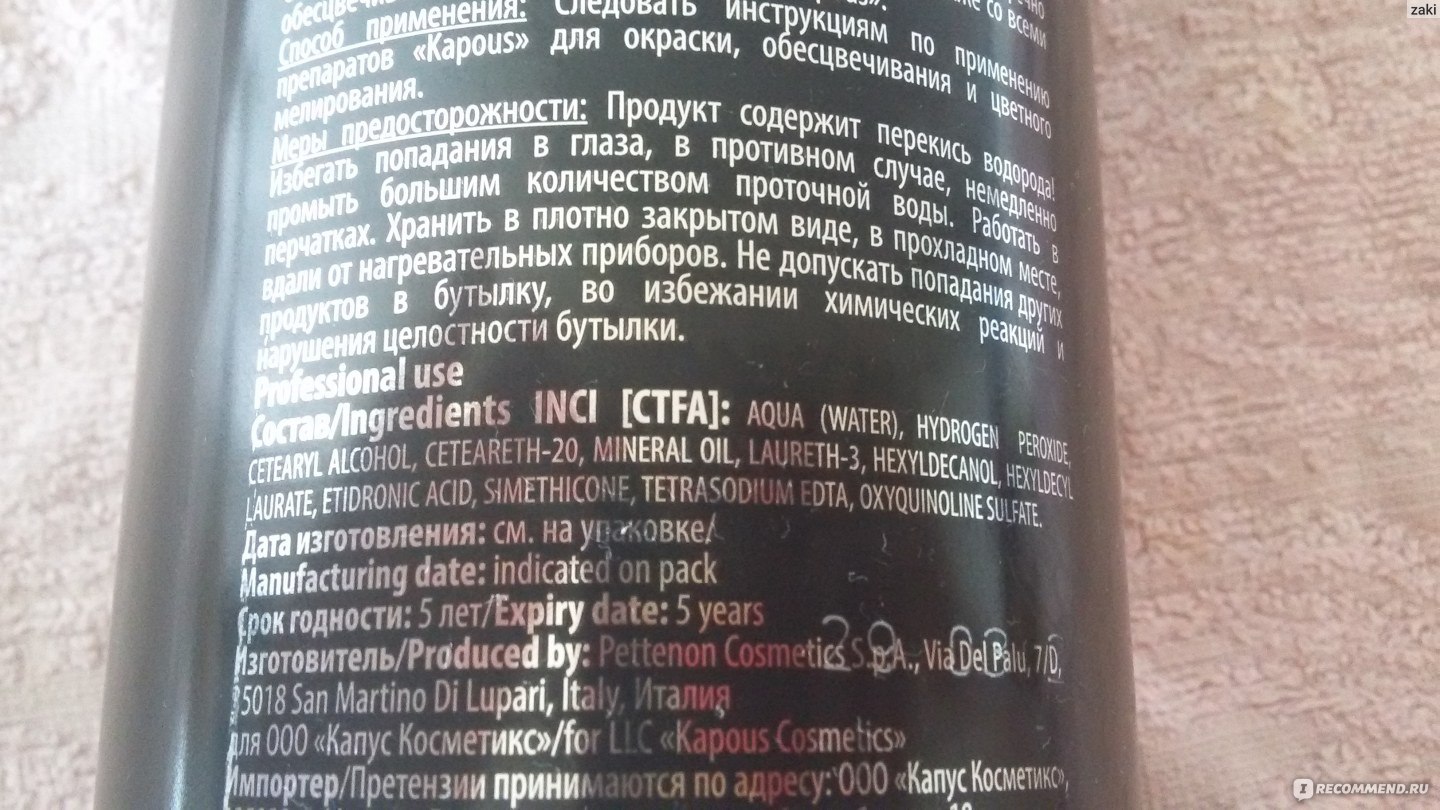 zaki
обесцвечива
со всеми
Способ применения: Следовать инструкциям по применению
препаратов «Kapous» для окраски, обесцвечивания и цветного
мелирования.
Меры предосторожности: Продукт содержит перекись водорода!
Избегать попадания в глаза, в противном случае, немедленно
промыть большим количеством проточной воды. Работать в
перчатках. Хранить в плотно закрытом виде, в прохладном месте,
вдали от нагревательных приборов. Не допускать попадания других
продуктов в бутылку, во избежании химических реакций и
нарушения целостности бутылки.
Professional use
Состав/Ingredients INCI [CTFA]: AQUA (WATER), HYDROGEN PEROXIDE,
CETEARYL ALCOHOL, CETEARETH-20, MINERAL OIL, LAURETH-3, HEXYLDECANOL, HEXYLDECYL
LAURATE, ETIDRONIC ACID, SIMETHICONE, TETRASODIUM EDTA, OXYQUINOLINE SULFATE.
Дата изготовления: см. на упаковке/
Manufacturing date: indicated on pack
Срок годности: 5 лет/Expiry date: 5 years
Изготовитель/Produced by: Pettenon Cosmetics S.p.A., Via Del Palu, 7/D,
35018 San Martino Di Lupari, Italy, Италия
для ООО «Капус Косметикс»/for LLC «Kapous Cosmetics»
Импортер/Претензии принимаются по адресу: ООО «Капус Косметикс»,
IRECOMMEND.RU